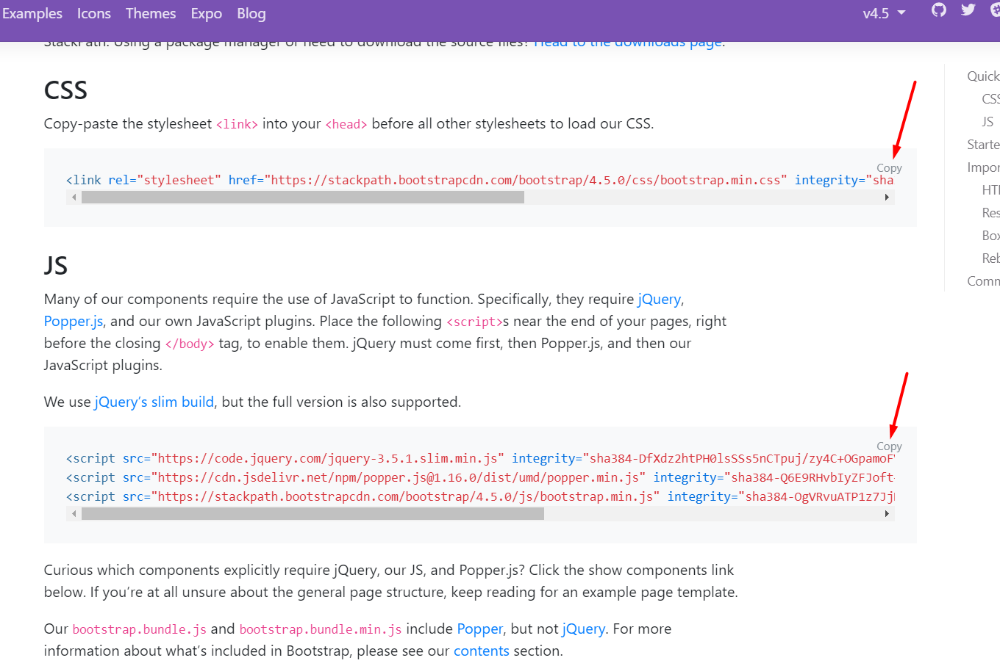 Examples Icons Themes Expo Blog v4.5
StackPath. Using a package manager or need to download the source files? Head to the downloads page.
CSS
Copy-paste the stylesheet <link> into your <head> before all other stylesheets to load our CSS.
Copy
<link rel="stylesheet" href="https://stackpath.bootstrapcdn.com/bootstrap/4.5.0/css/bootstrap.min.css" integrity="sha
JS
Many of our components require the use of JavaScript to function. Specifically, they require jQuery,
Popper.js, and our own JavaScript plugins. Place the following <script>s near the end of your pages, right
before the closing </body> tag, to enable them. jQuery must come first, then Popper.js, and then our
JavaScript plugins.
We use jQuery's slim build, but the full version is also supported.
Copy
<script src="https://code.jquery.com/jquery-3.5.1.slim.min.js" integrity="sha384-DfXdz2htPH0lsSSs5nCTpuj/zy4C+OGpamoF
<script src="https://cdn.jsdelivr.net/npm/popper.js@1.16.0/dist/umd/popper.min.js" integrity="sha384-Q6E9RHvbIyZFJoft
<script src="https://stackpath.bootstrapcdn.com/bootstrap/4.5.0/js/bootstrap.min.js" integrity="sha384-OgVRvuATP1z7Jj
Curious which components explicitly require jQuery, our JS, and Popper.js? Click the show components link
below. If you're at all unsure about the general page structure, keep reading for an example page template.
Our bootstrap.bundle.js and bootstrap.bundle.min.js include Popper, but not jQuery. For more
information about what's included in Bootstrap, please see our contents section.
Quick
CSS
JS
Starte
Impor
HT
Res
Box
Reb
Comm